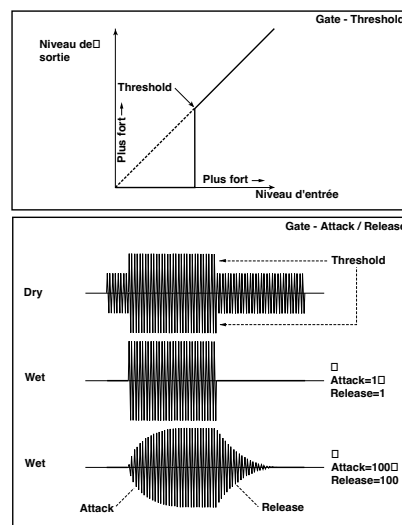 Gate - Threshold
Niveau de□
sortie
Threshold
Plus fort
Plus fort
Niveau d'entrée
Gate - Attack / Release
Threshold
Dry
Wet
□
Attack=1□
Release=1
Wet
□
Attack=100□
Release=100
Attack
Release